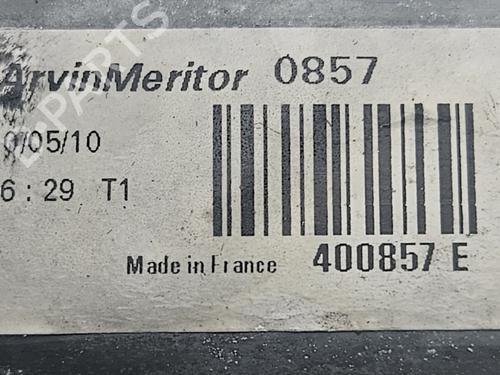 ArvinMeritor 0857
0/05/10
6:29 T1
Made in France 400857 E